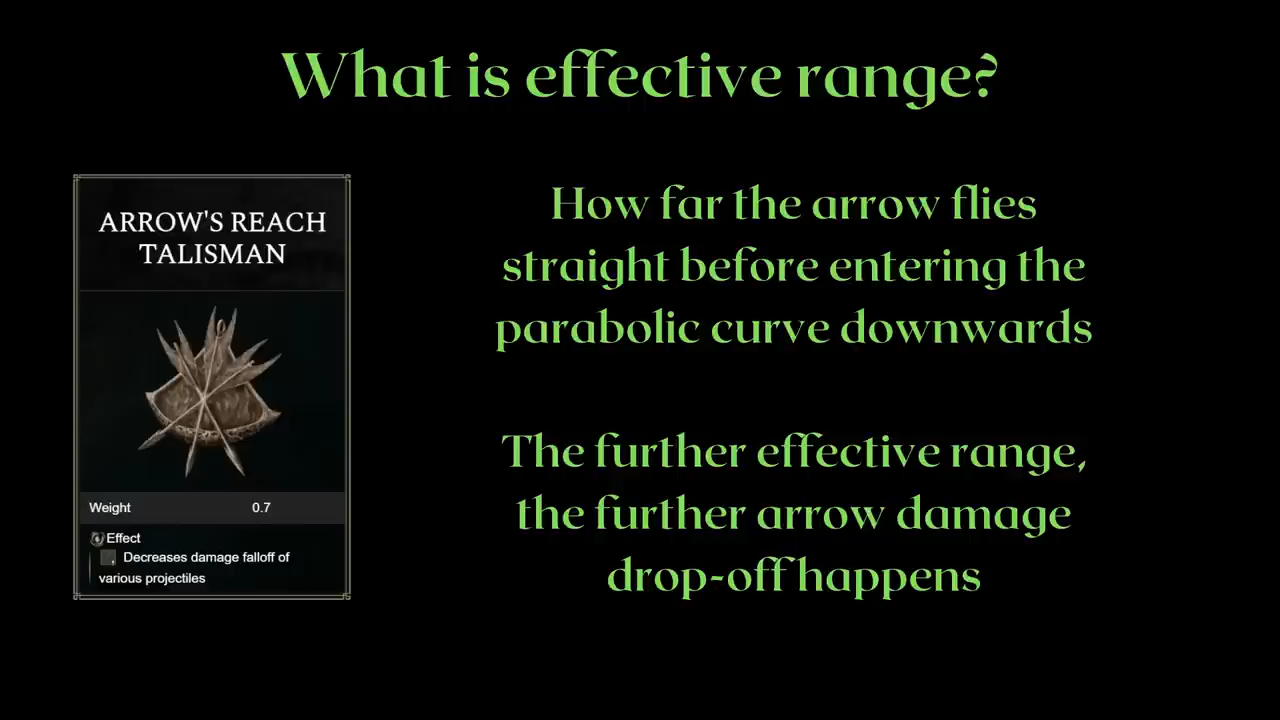 What is effective range?
ARROW'S REACH
TALISMAN
Weight 0.7
Effect
Decreases damage falloff of
various projectiles
How far the arrow flies
straight before entering the
parabolic curve downwards
The further effective range,
the further arrow damage
drop-off happens